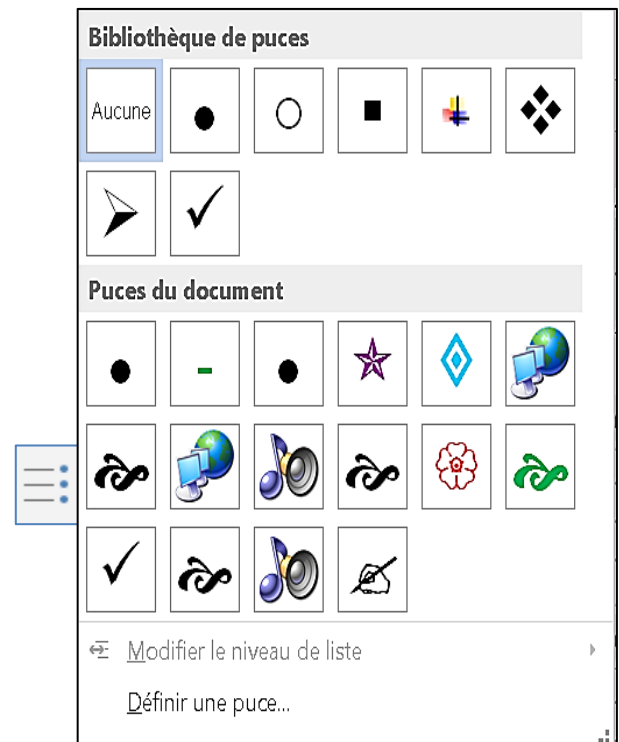 Bibliothèque de puces
Aucune
Puces du document
Modifier le niveau de liste
Définir une puce...